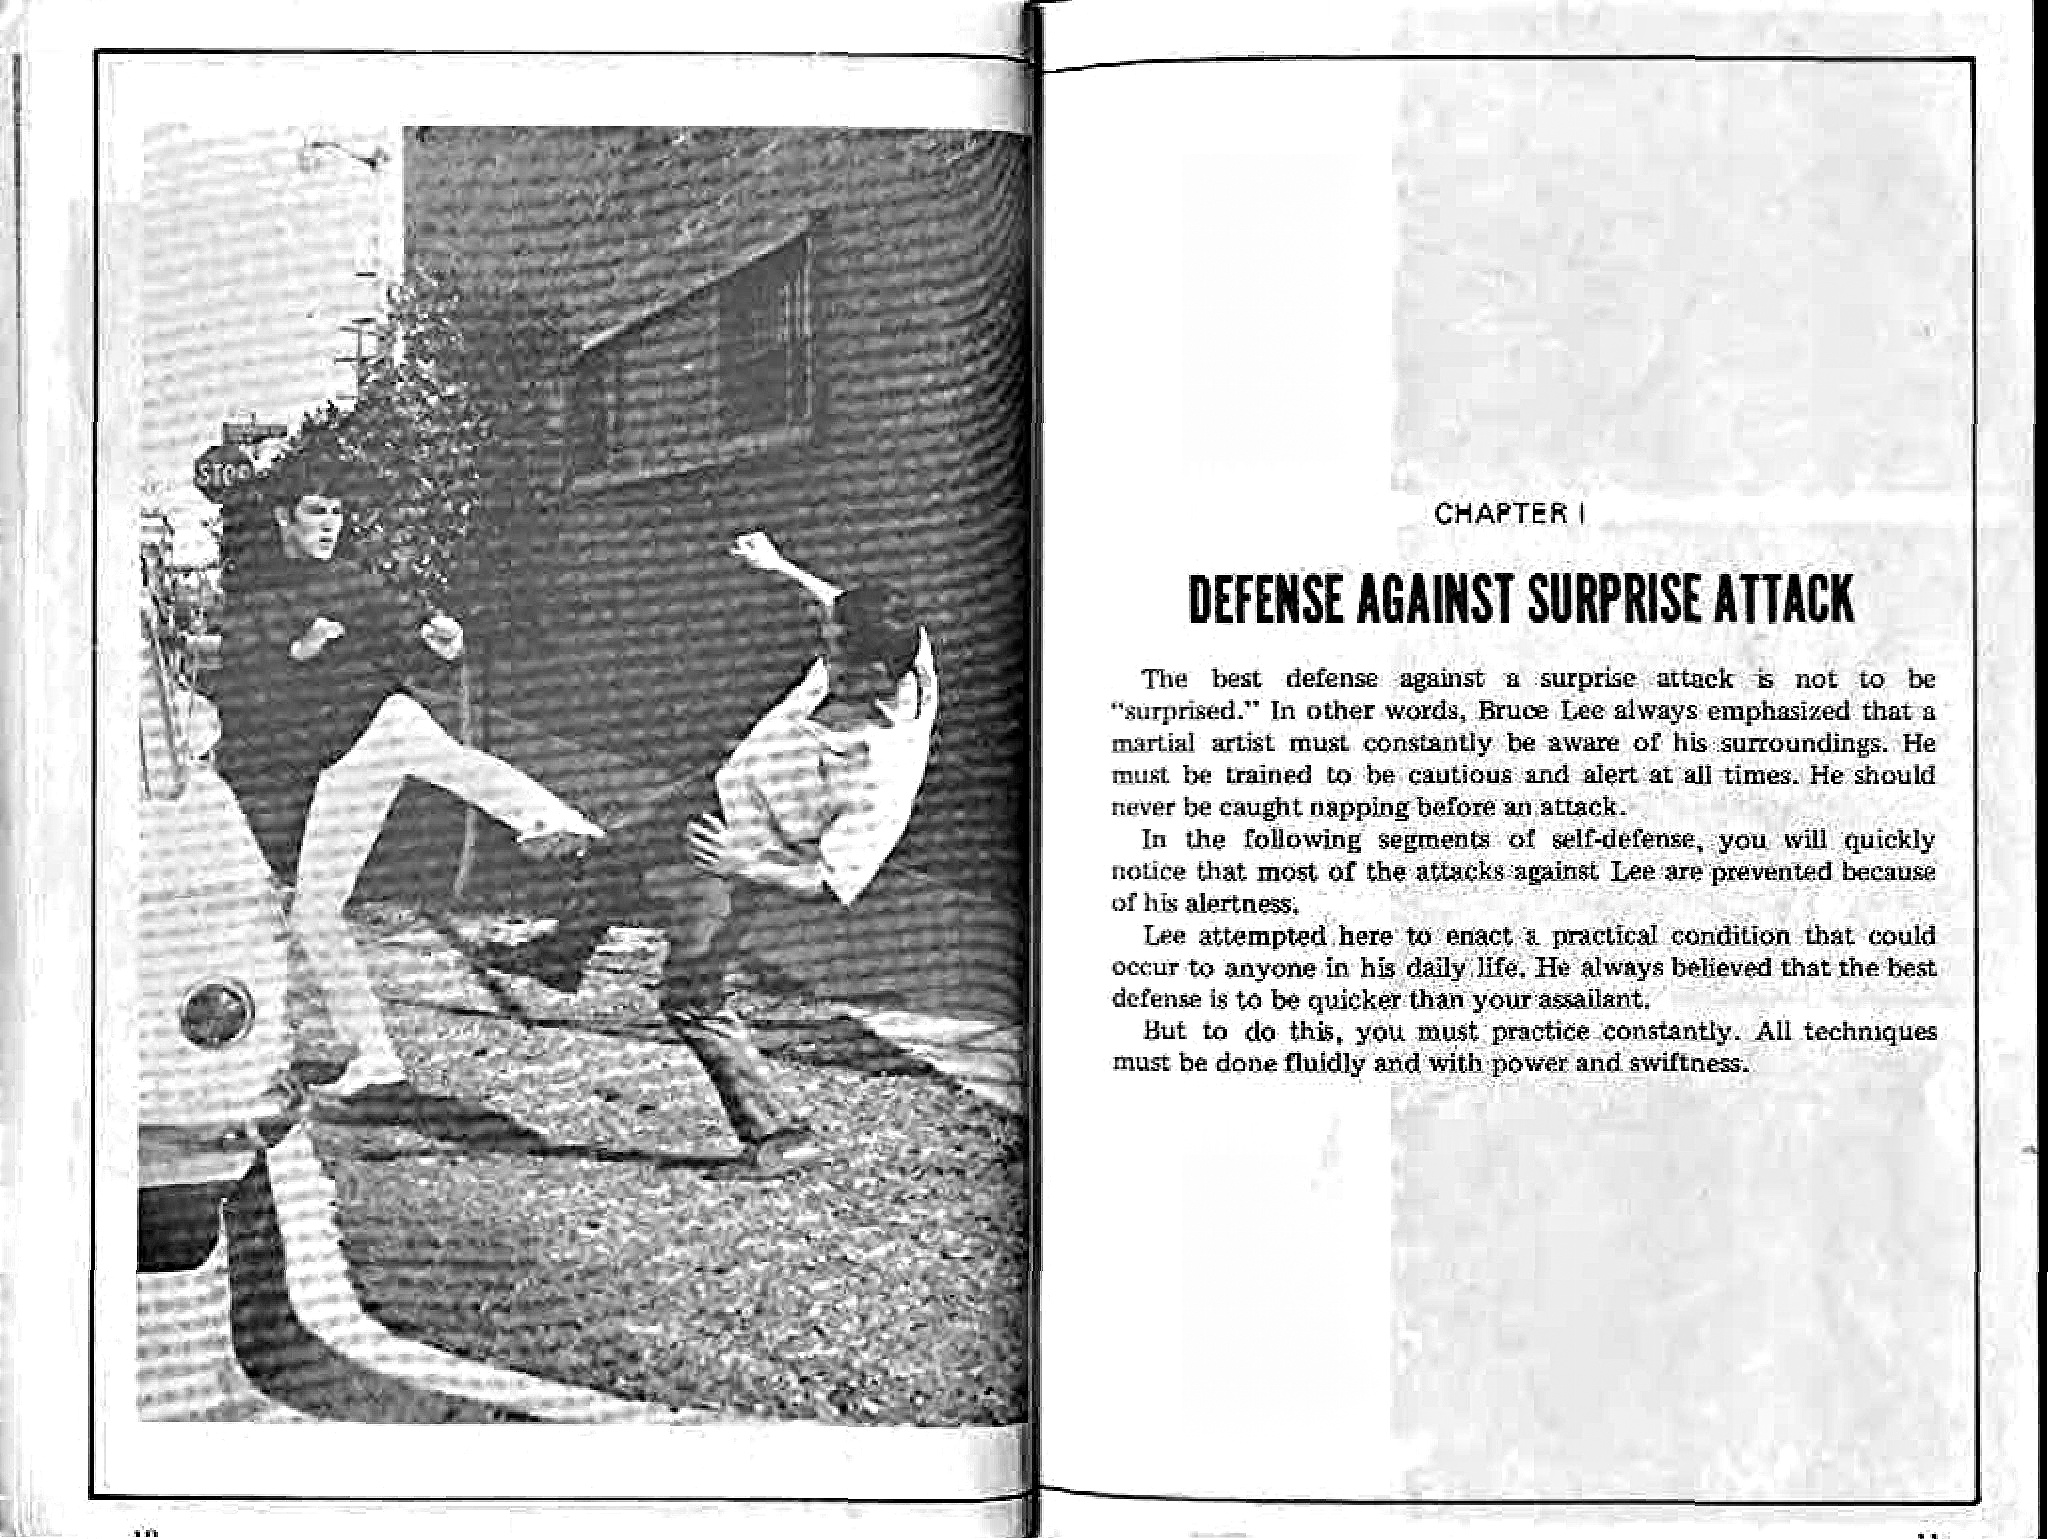 STOP
CHAPTER I
DEFENSE AGAINST SURPRISE ATTACK
The best defense against a surprise attack is not to be
"surprised." In other words, Bruce Lee always emphasized that a
martial artist must constantly be aware of his surroundings. He
must be trained to be cautious and alert at all times. He should
never be caught napping before an attack.
In the following segments of self-defense, you will quickly
notice that most of the attacks against Lee are prevented because
of his alertness.
Lee attempted here to enact a practical condition that could
occur to anyone in his daily life. He always believed that the best
defense is to be quicker than your assailant.
But to do this, you must practice constantly. All techniques
must be done fluidly and with power and swiftness.